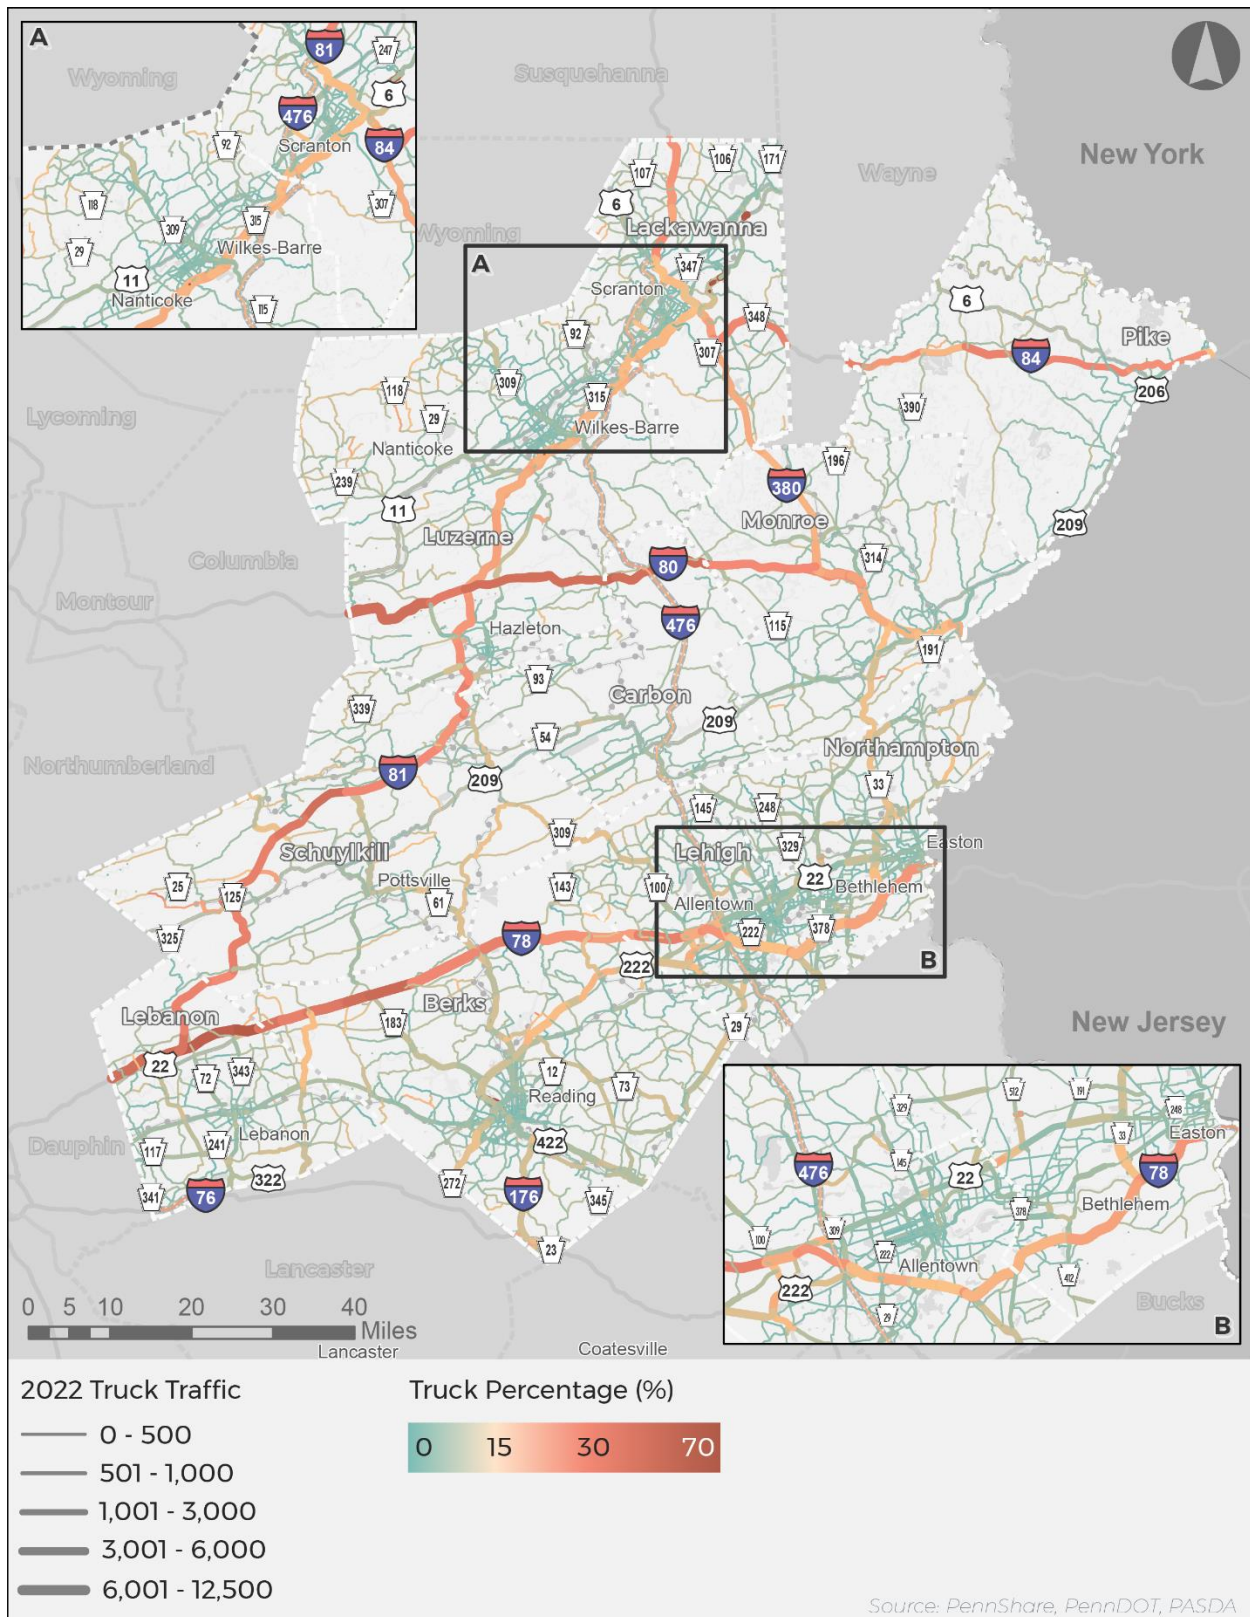 A
Wyoming
81
247
6
476
Scranton
84
92
118
307
309
315
29
Wilkes-Barre
11
Nanticoke
115
Susquehanna
New York
Wayne
107
106
171
6
Lackawanna
Wyoming
A
347
Scranton
348
92
307
6
Pike
84
206
309
118
315
390
29
Wilkes-Barre
Nanticoke
Lycoming
196
239
380
11
Monroe
209
Luzerne
314
Columbia
80
Montour
476
115
Hazleton
191
93
Carbon
339
209
54
Northampton
Northumberland
81
209
33
145
248
309
329
Easton
Schuylkill
Lehigh
22
Pottsville
143
100
Bethlehem
25
125
61
Allentown
222
378
325
78
222
B
Lebanon
Berks
183
29
New Jersey
22
72
343
12
73
Reading
Dauphin
117
241
Lebanon
422
322
272
341
76
176
345
23
Lancaster
512
191
329
248
33
Easton
476
145
22
78
378
Bethlehem
100
309
222
Allentown
222
412
29
Bucks
B
0 5 10 20 30 40
Miles
Lancaster
Coatesville
2022 Truck Traffic
0 - 500
501 - 1,000
1,001 - 3,000
3,001 - 6,000
6,001 - 12,500
Truck Percentage (%)
0 15 30 70
Source: PennShare, PennDOT, PASDA